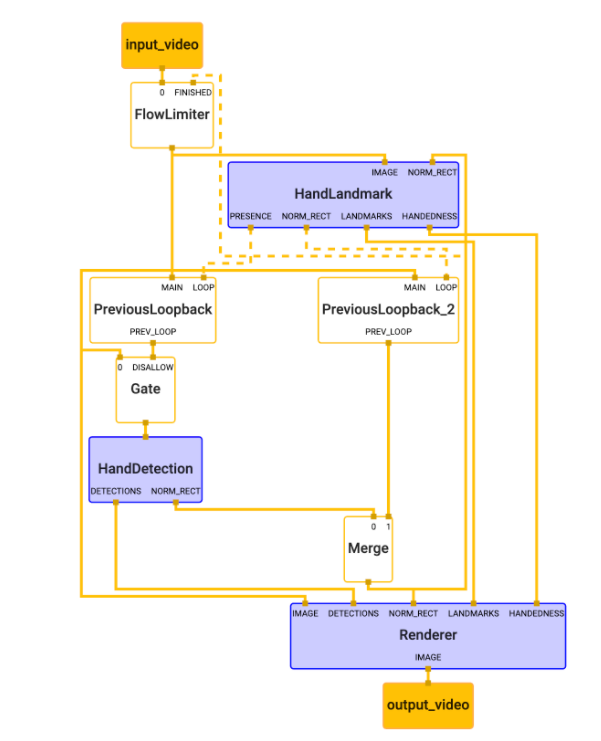 input_video
0 FINISHED
FlowLimiter
IMAGE NORM_RECT
HandLandmark
PRESENCE NORM_RECT LANDMARKS HANDEDNESS
MAIN LOOP
PreviousLoopback
PREV_LOOP
MAIN LOOP
PreviousLoopback_2
PREV_LOOP
0 DISALLOW
Gate
HandDetection
DETECTIONS NORM_RECT
0 1
Merge
IMAGE DETECTIONS NORM_RECT LANDMARKS HANDEDNESS
Renderer
IMAGE
output_video